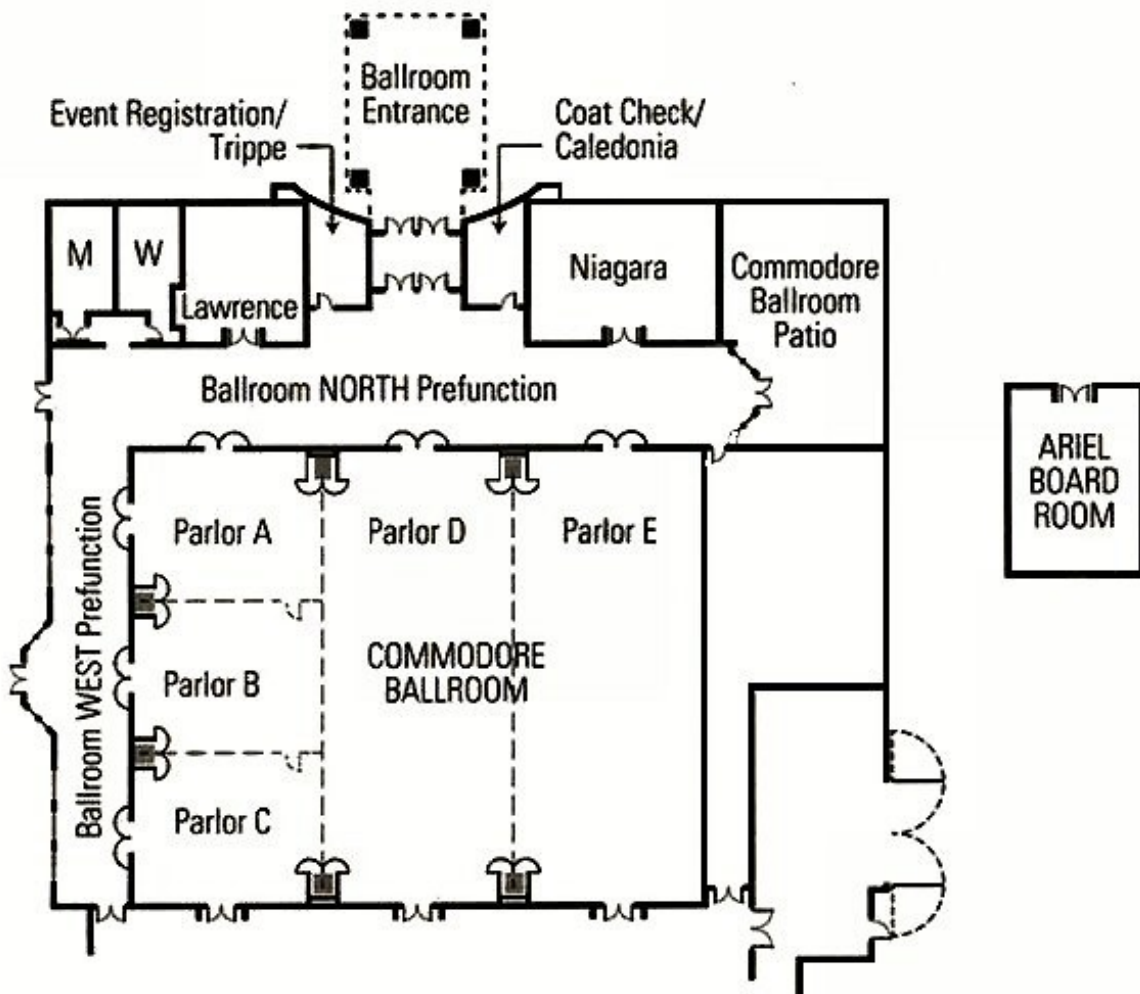 Ballroom
Entrance
Event Registration/
Trippe
Coat Check/
Caledonia
M
W
Lawrence
Niagara
Commodore
Ballroom
Patio
Ballroom NORTH Prefunction
ARIEL
BOARD
ROOM
Ballroom WEST Prefunction
Parlor A
Parlor D
Parlor E
Parlor B
COMMODORE
BALLROOM
Parlor C